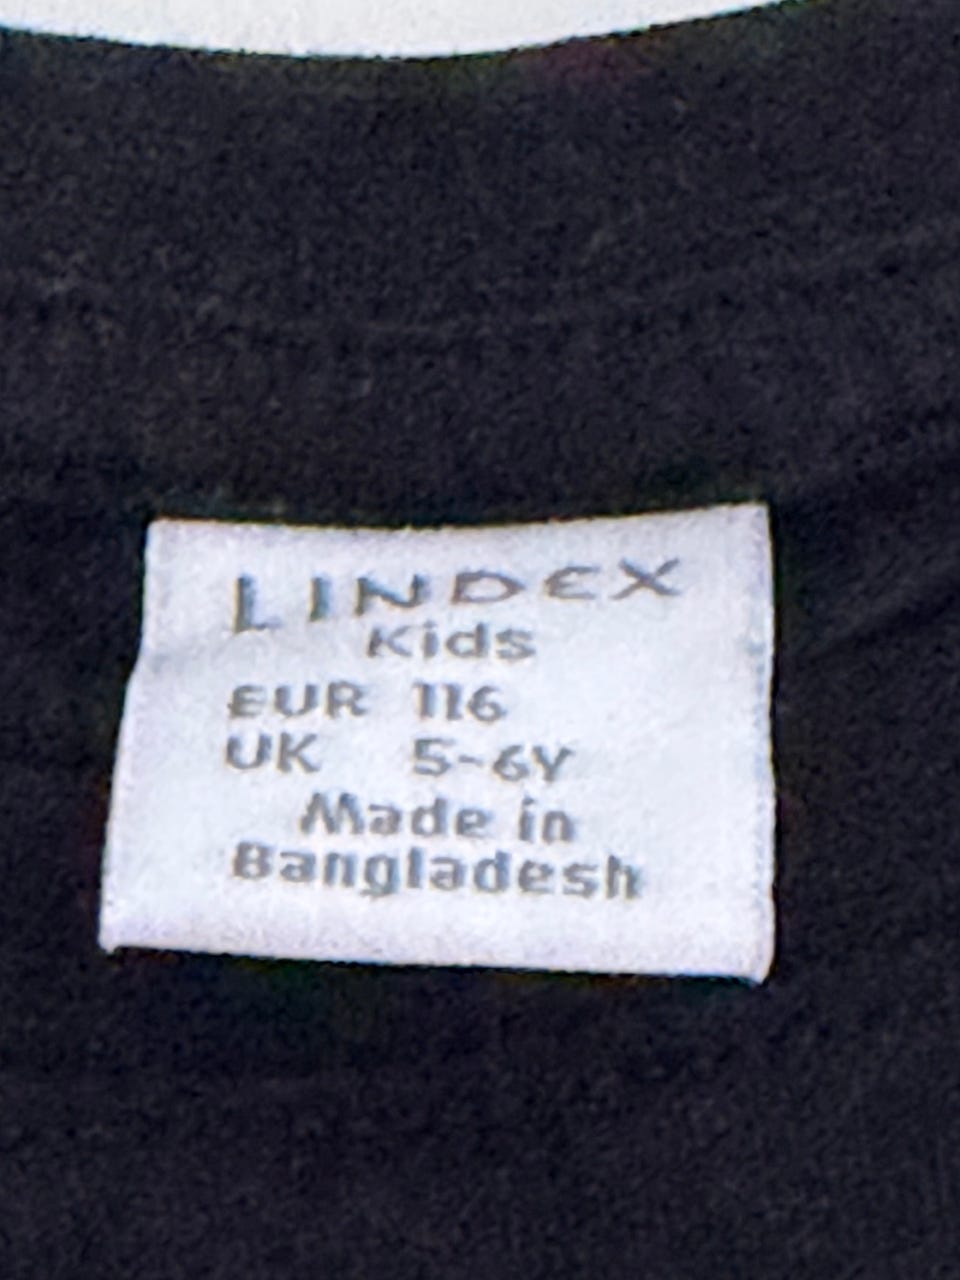 LINDEX
Kids
EUR 116
UK 5-6Y
Made in
Bangladesh